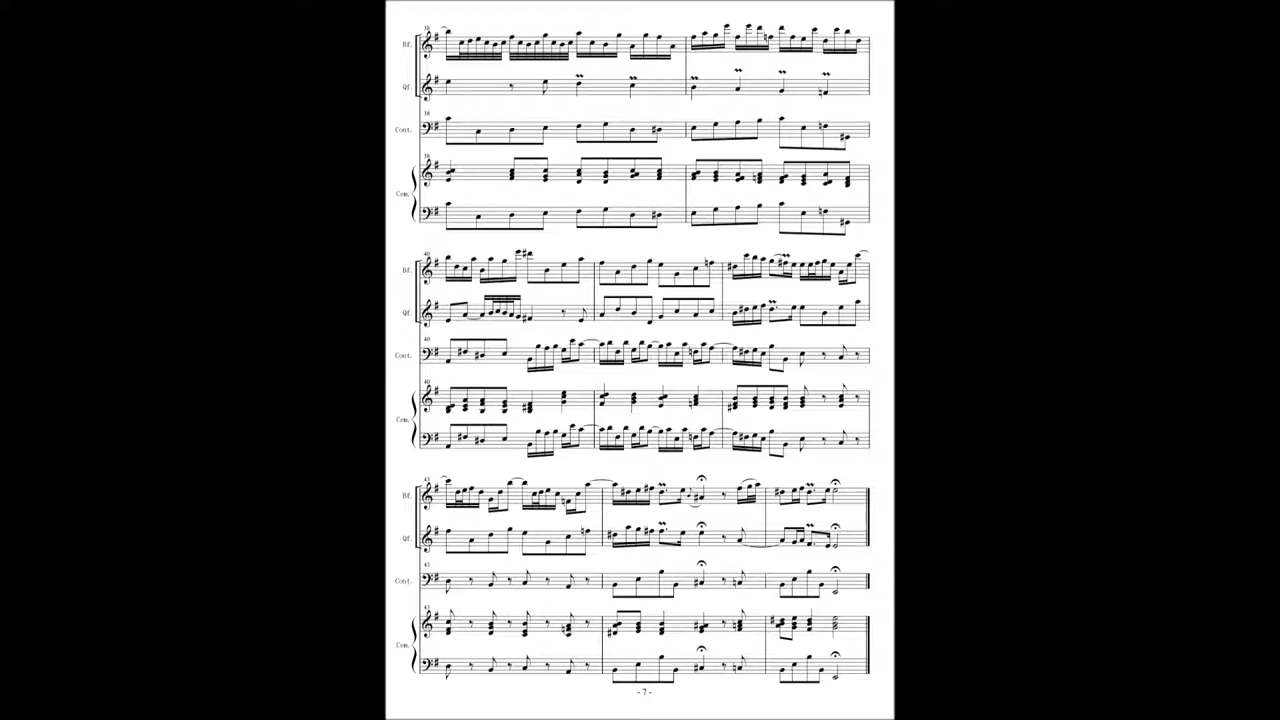 38
Bf.
Qf.
38
Cont.
38
Cem.
40
Bf.
Qf.
40
Cont.
40
Cem.
43
Bf.
Qf.
43
Cont.
43
Cem.
- 7 -